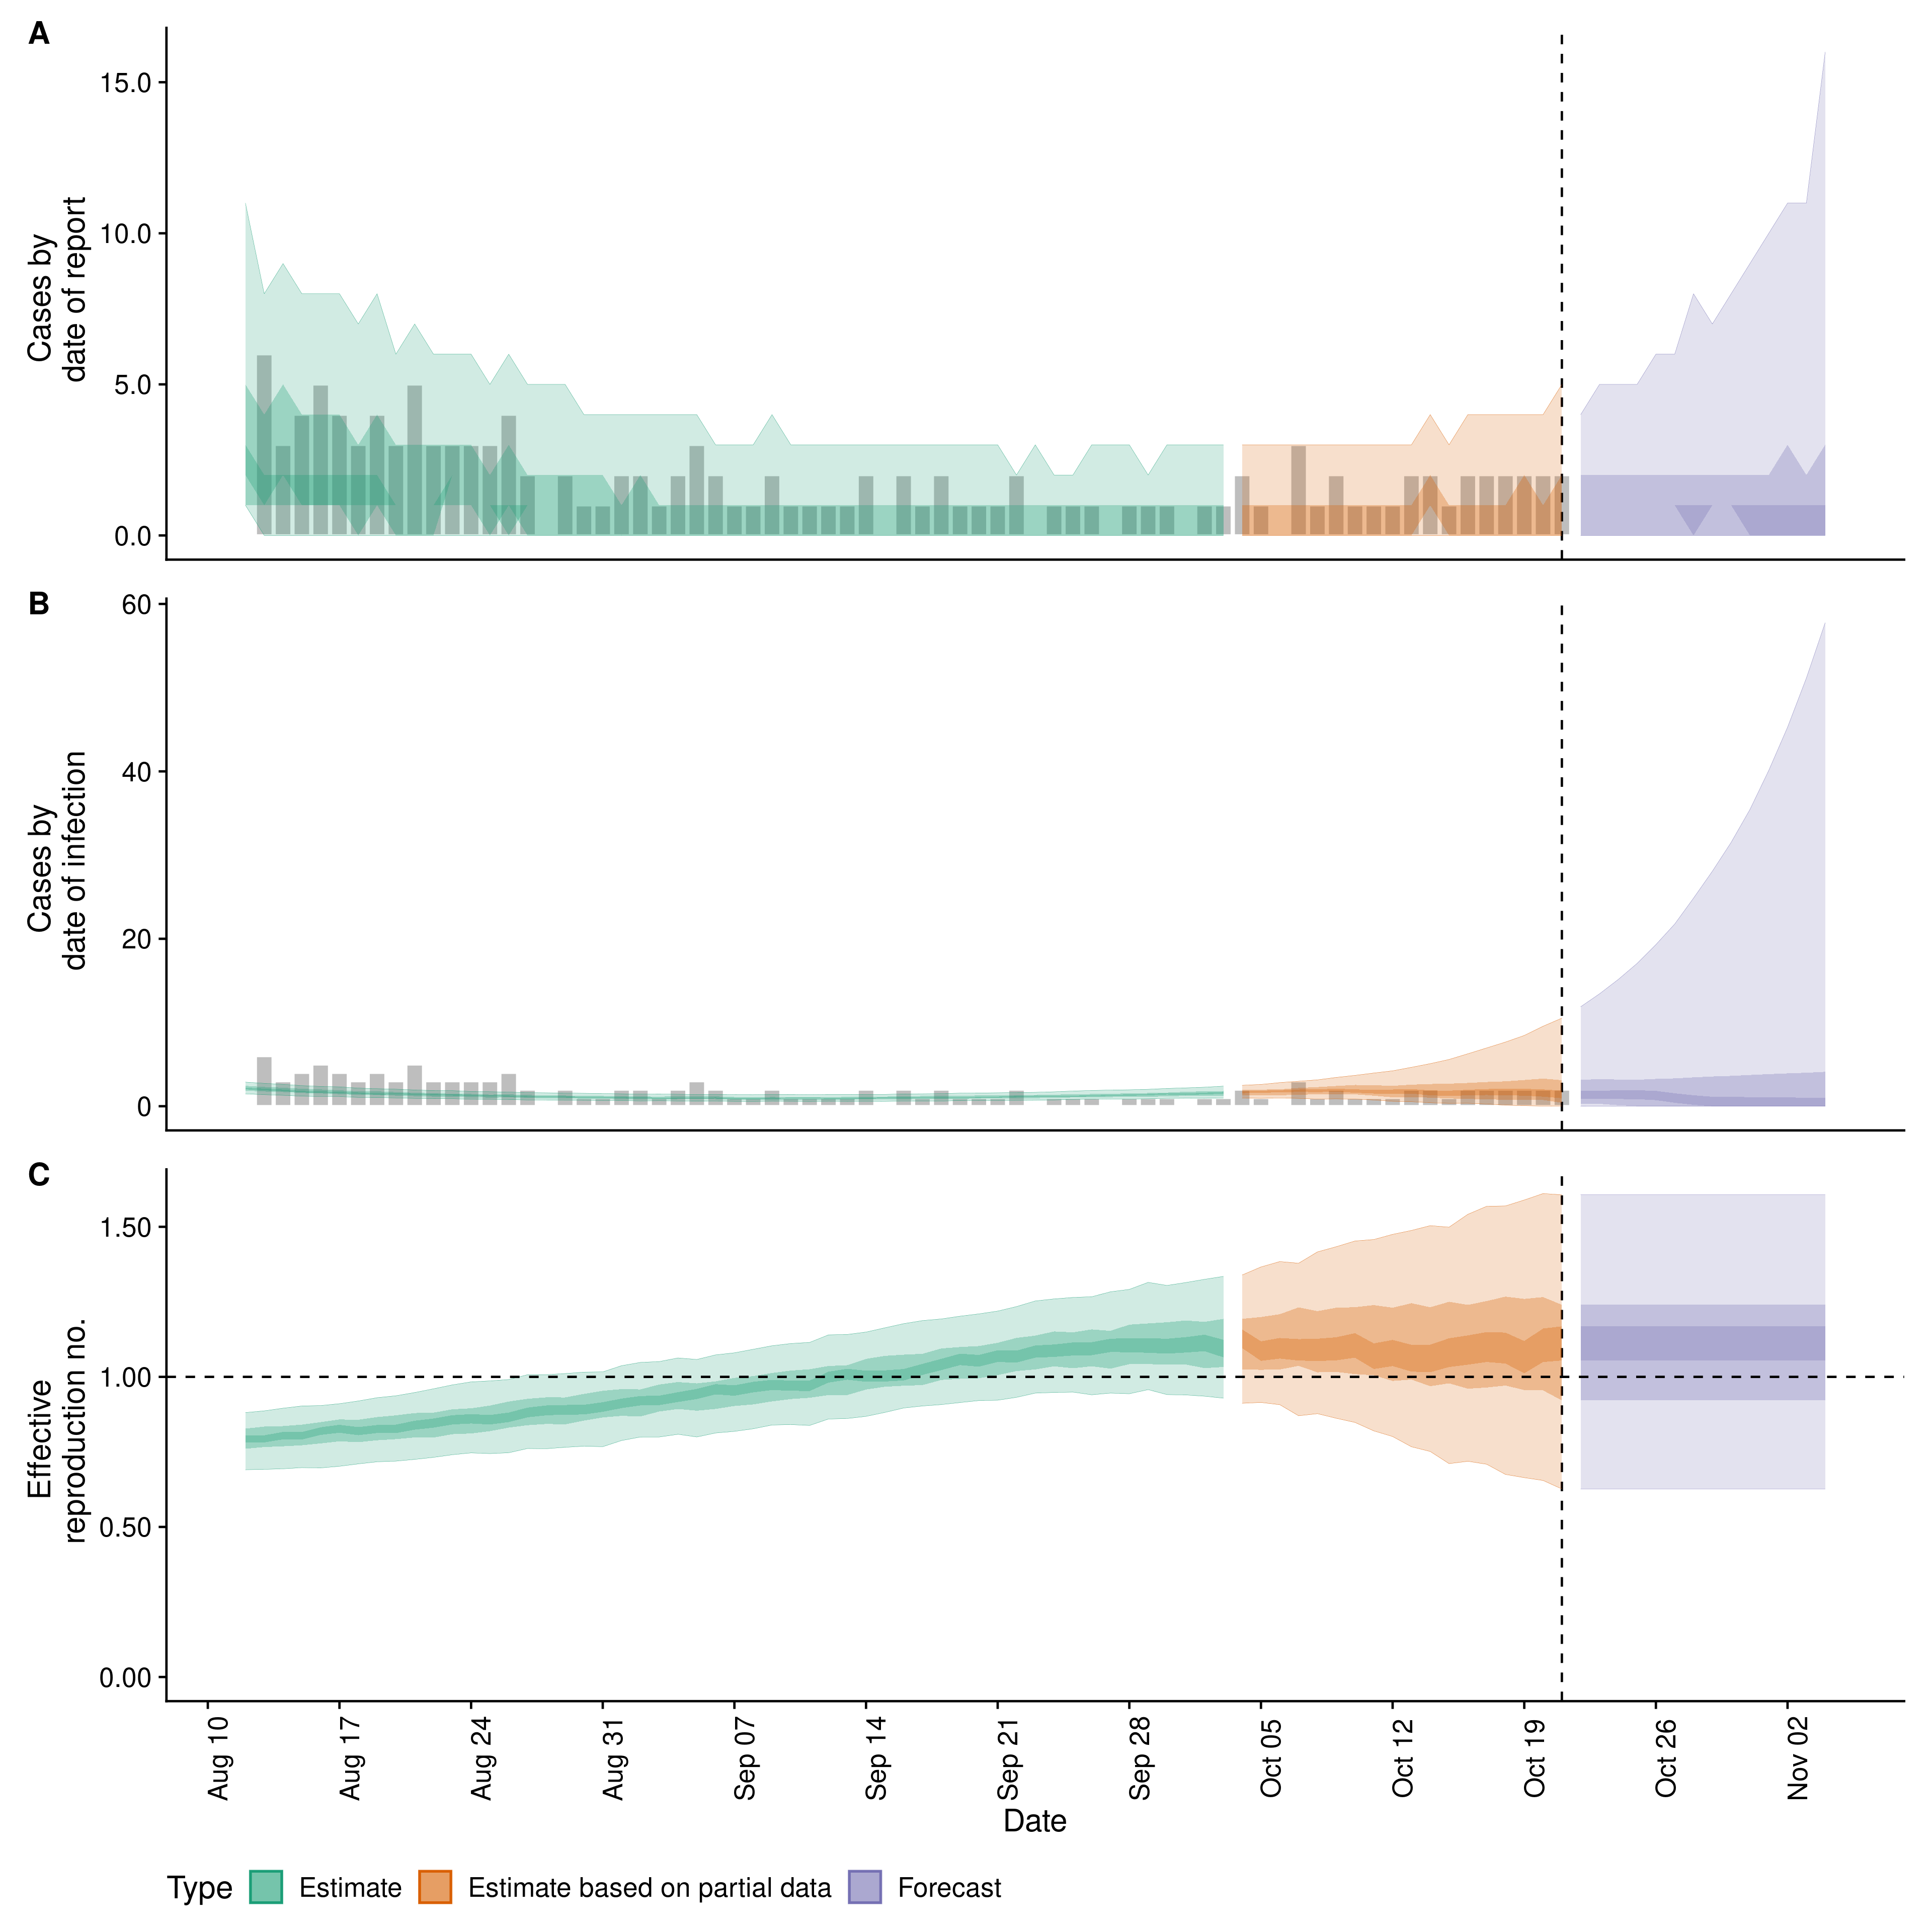 A
Cases by
date of report
15.0
10.0
5.0
0.0
B
Cases by
date of infection
60
40
20
0
C
Effective
reproduction no.
1.50
1.00
0.50
0.00
Aug 10
Aug 17
Aug 24
Aug 31
Sep 07
Sep 14
Sep 21
Sep 28
Oct 05
Oct 12
Oct 19
Oct 26
Nov 02
Date
Type Estimate Estimate based on partial data Forecast